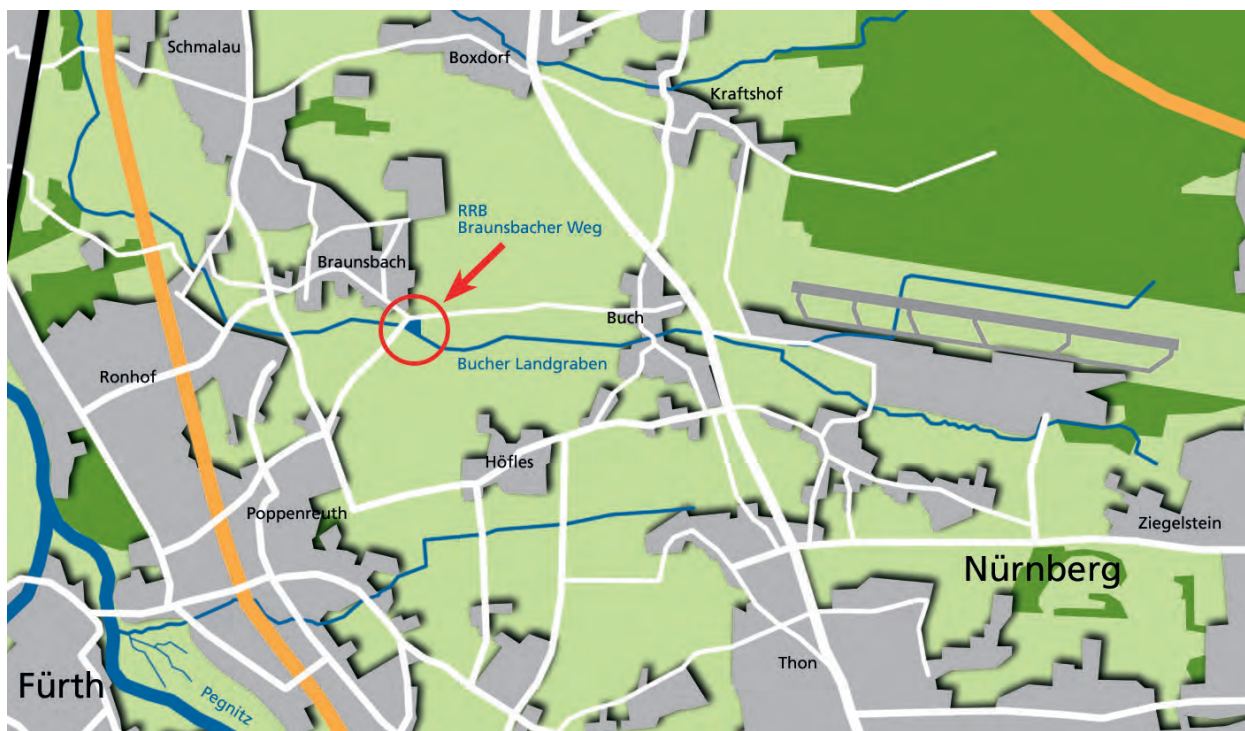 Schmalau
Boxdorf
Kraftshof
RRB
Braunsbacher Weg
Braunsbach
Buch
Bucher Landgraben
Ronhof
Höfles
Poppenreuth
Ziegelstein
Nürnberg
Thon
Fürth
Pegnitz